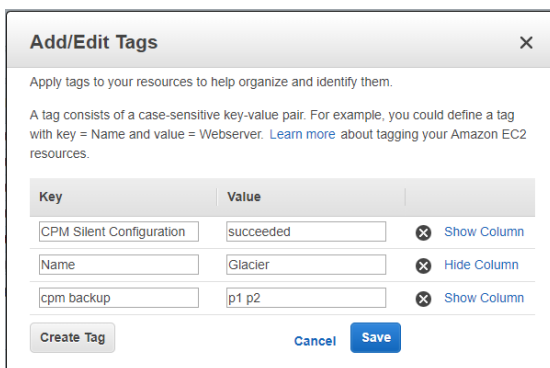 Add/Edit Tags
Apply tags to your resources to help organize and identify them.
A tag consists of a case-sensitive key-value pair. For example, you could define a tag
with key = Name and value = Webserver. Learn more about tagging your Amazon EC2
resources.
Key Value
CPM Silent Configuration succeeded Show Column
Name Glacier Hide Column
cpm backup p1 p2 Show Column
Create Tag Cancel Save